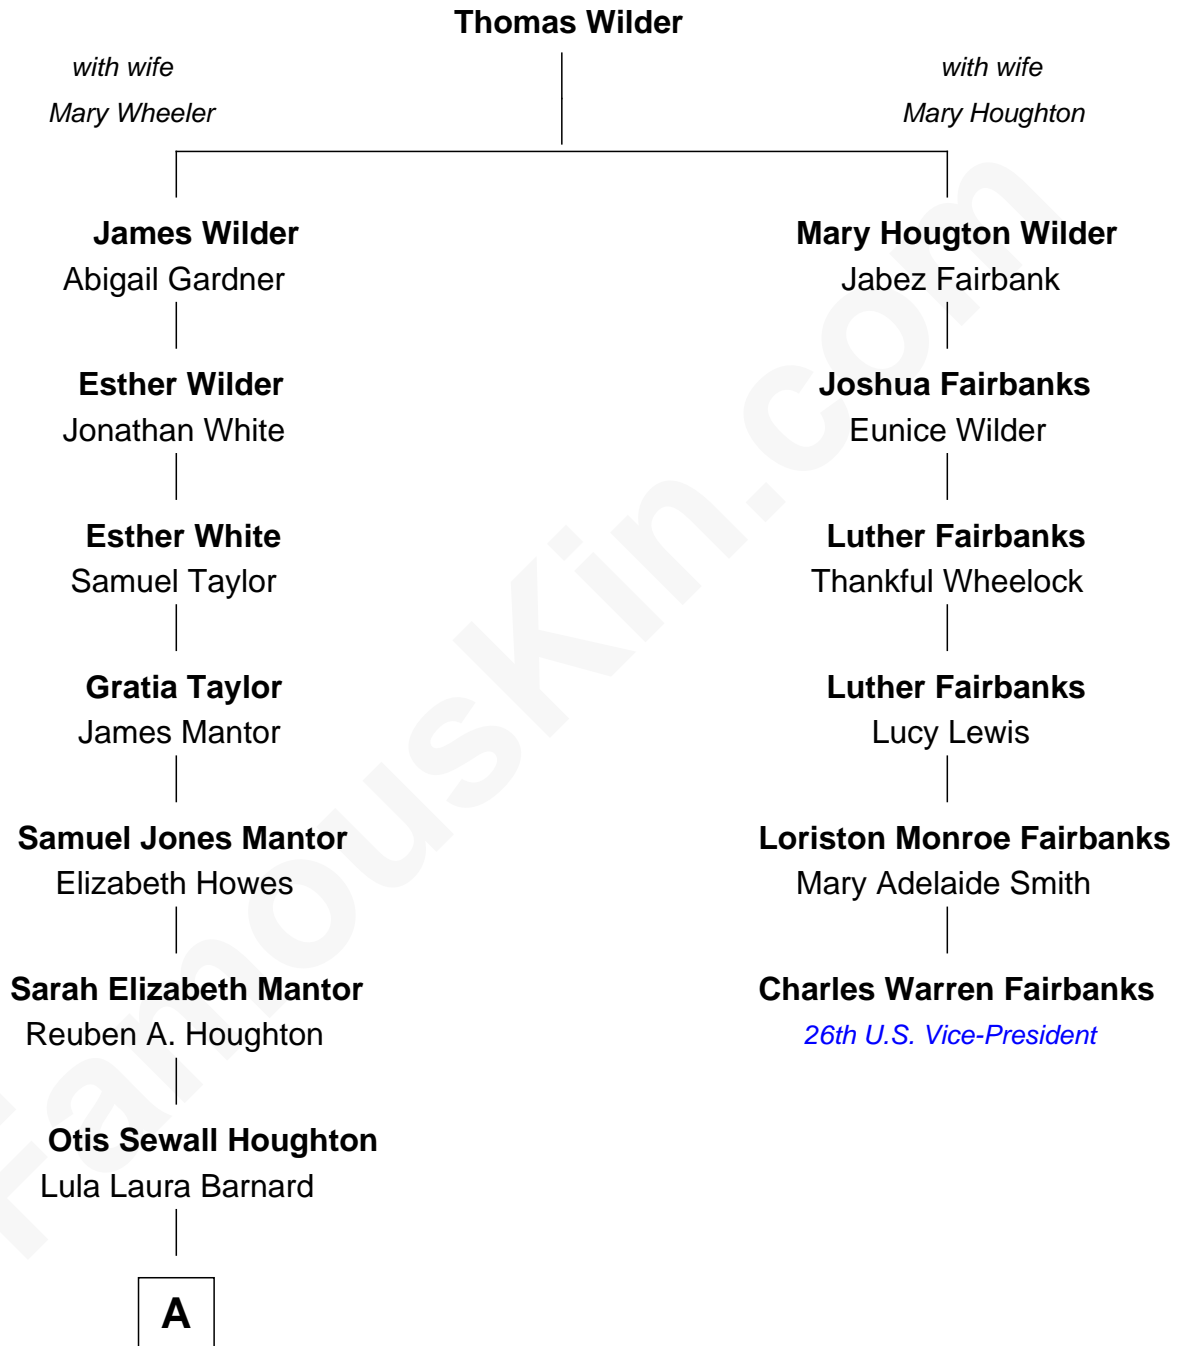 Thomas Wilder
with wife
Mary Wheeler
with wife
Mary Houghton
James Wilder
Abigail Gardner
Mary Hougton Wilder
Jabez Fairbank
Esther Wilder
Jonathan White
Joshua Fairbanks
Eunice Wilder
Esther White
Samuel Taylor
Luther Fairbanks
Thankful Wheelock
Gratia Taylor
James Mantor
Luther Fairbanks
Lucy Lewis
Samuel Jones Mantor
Elizabeth Howes
Loriston Monroe Fairbanks
Mary Adelaide Smith
Sarah Elizabeth Mantor
Reuben A. Houghton
Charles Warren Fairbanks
26th U.S. Vice-President
Otis Sewall Houghton
Lula Laura Barnard
A
FamousKin.com